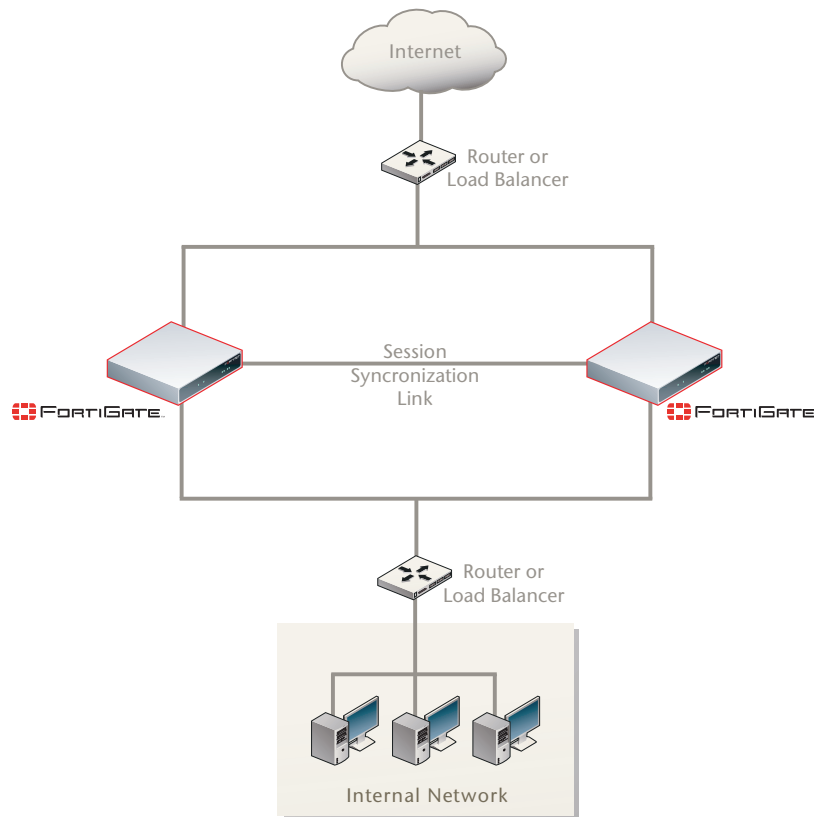 Internet
Router or
Load Balancer
Session
Syncronization
Link
FORTIGATE
FORTIGATE
Router or
Load Balancer
Internal Network